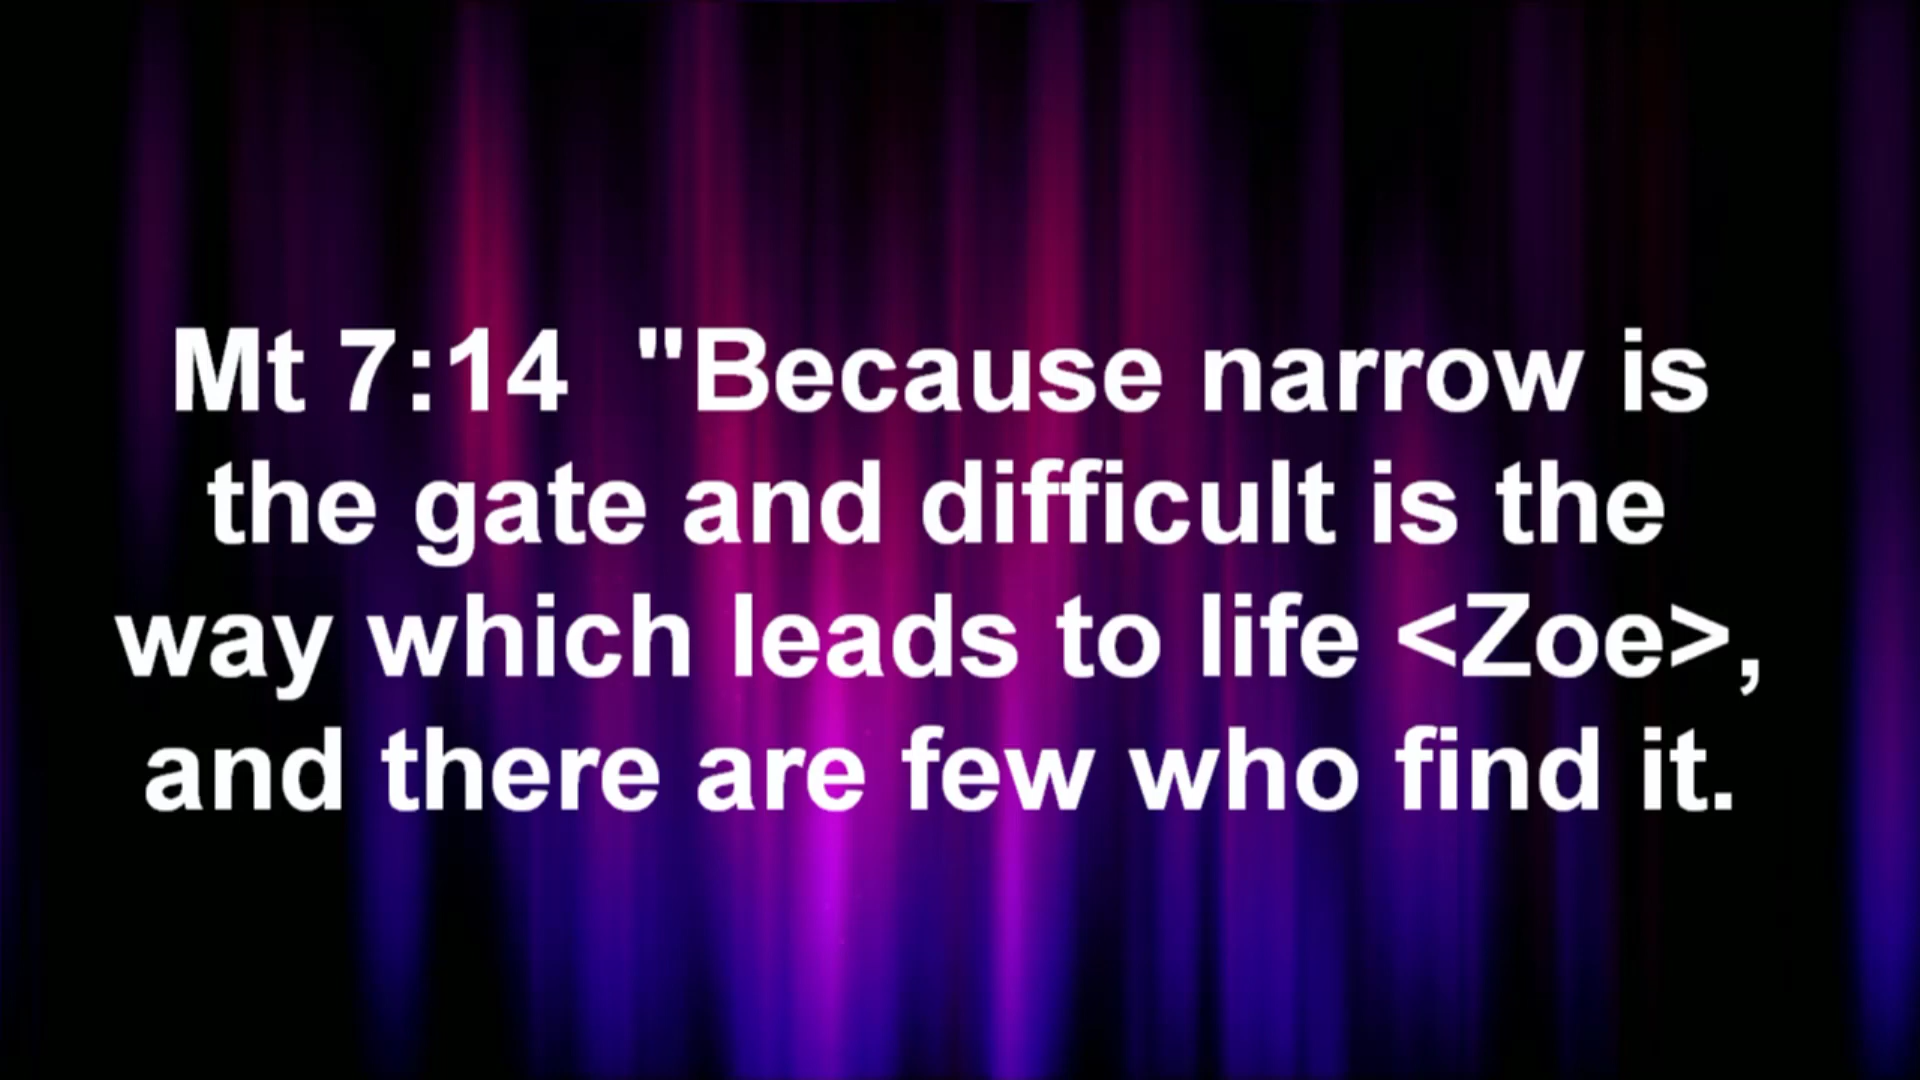 Mt 7:14  "Because narrow is
the gate and difficult is the
way which leads to life <Zoe>,
and there are few who find it.